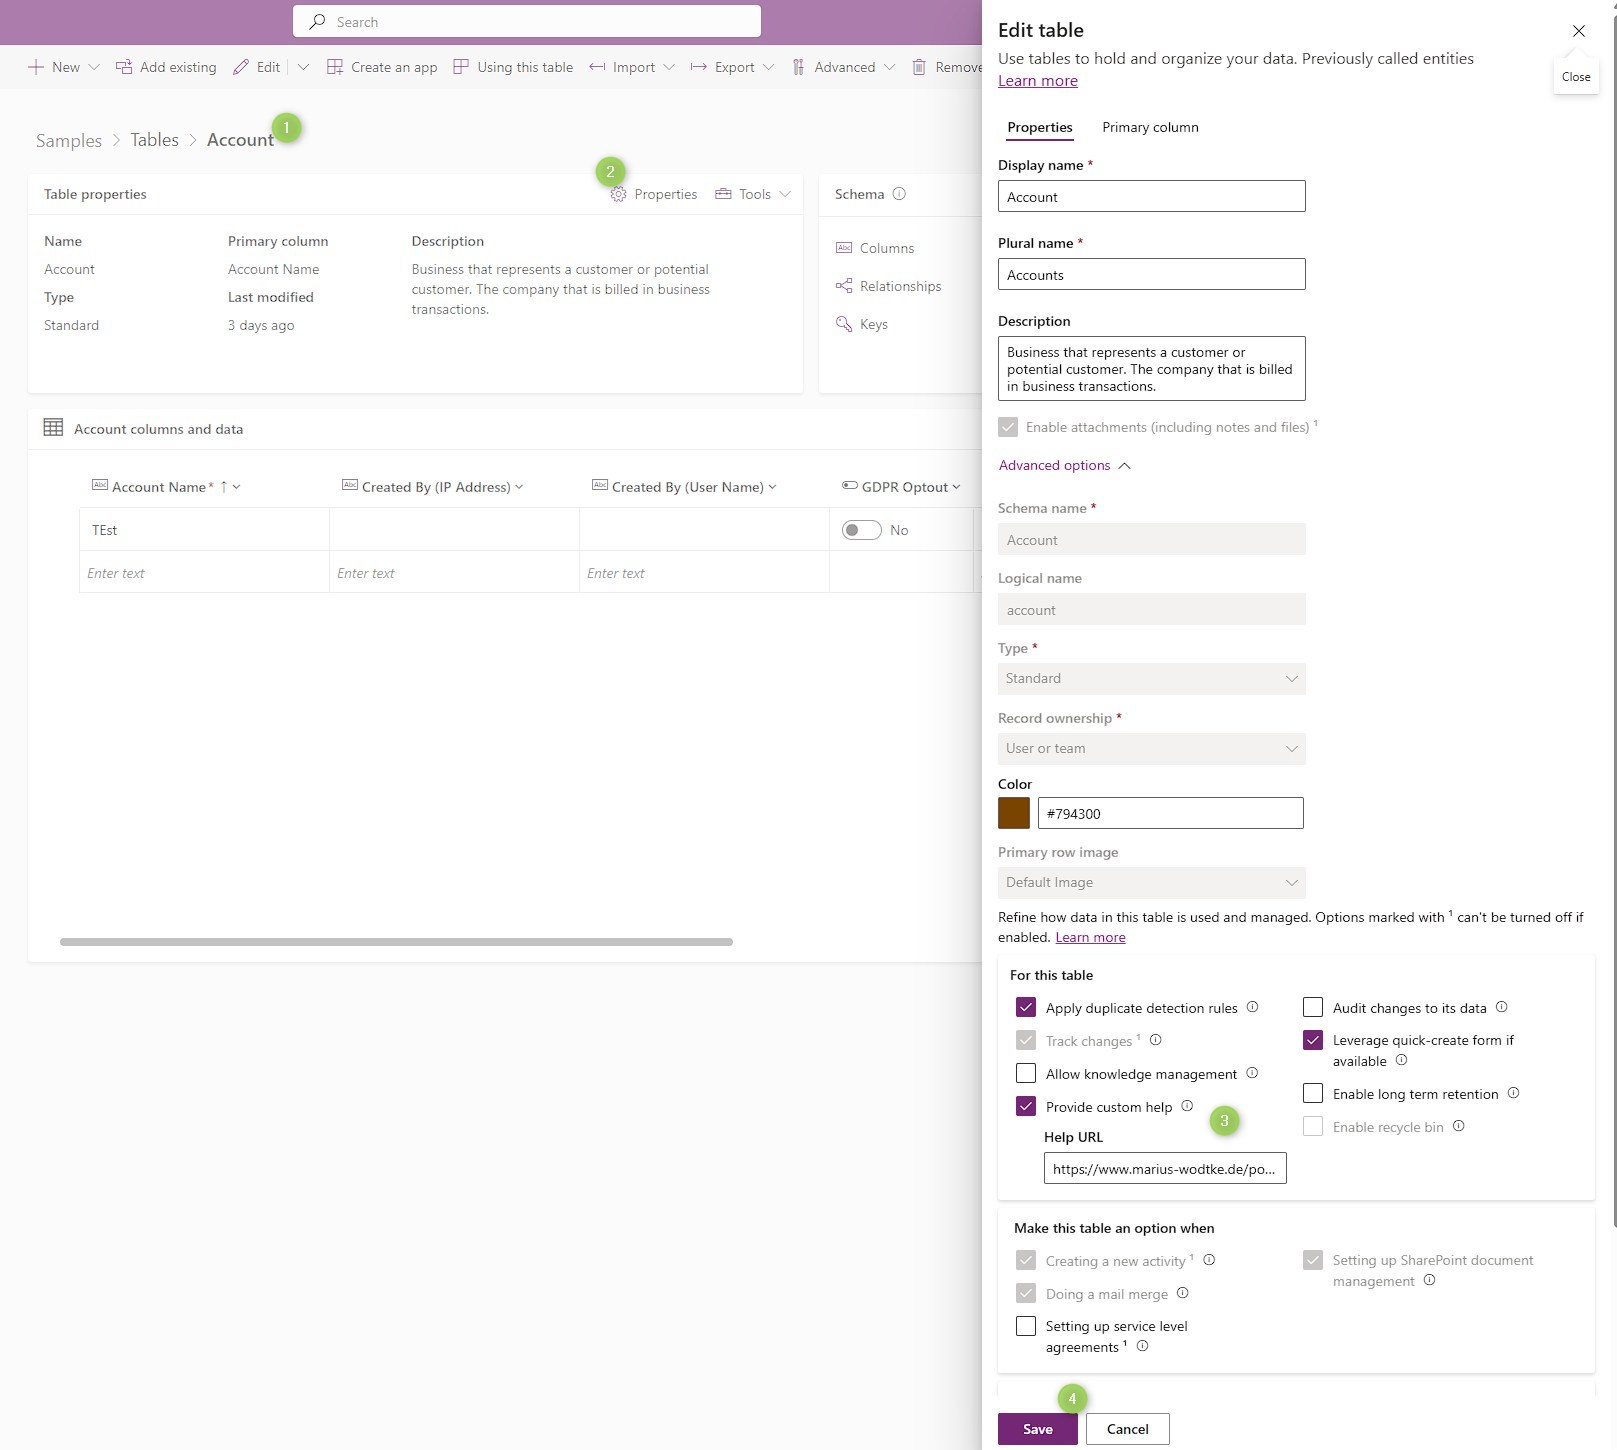 Search
New
Add existing
Edit
Create an app
Using this table
Import
Export
Advanced
Remove
Samples > Tables > Account
1
2
Table properties
Properties
Tools
Name
Primary column
Description
Account
Account Name
Business that represents a customer or potential
customer. The company that is billed in business
transactions.
Type
Last modified
Standard
3 days ago
Schema
Columns
Relationships
Keys
Account columns and data
Abc Account Name * ↑
Abc Created By (IP Address)
Abc Created By (User Name)
GDPR Optout
TEst
No
Enter text
Enter text
Enter text
Edit table
Use tables to hold and organize your data. Previously called entities
Learn more
Close
Properties
Primary column
Display name *
Account
Plural name *
Accounts
Description
Business that represents a customer or
potential customer. The company that is billed
in business transactions.
Enable attachments (including notes and files) ¹
Advanced options
Schema name *
Account
Logical name
account
Type *
Standard
Record ownership *
User or team
Color
#794300
Primary row image
Default Image
Refine how data in this table is used and managed. Options marked with ¹ can't be turned off if
enabled. Learn more
For this table
Apply duplicate detection rules
Track changes ¹
Allow knowledge management
Provide custom help
3
Help URL
https://www.marius-wodtke.de/po...
Audit changes to its data
Leverage quick-create form if
available
Enable long term retention
Enable recycle bin
Make this table an option when
Creating a new activity ¹
Doing a mail merge
Setting up service level
agreements ¹
Setting up SharePoint document
management
4
Save
Cancel